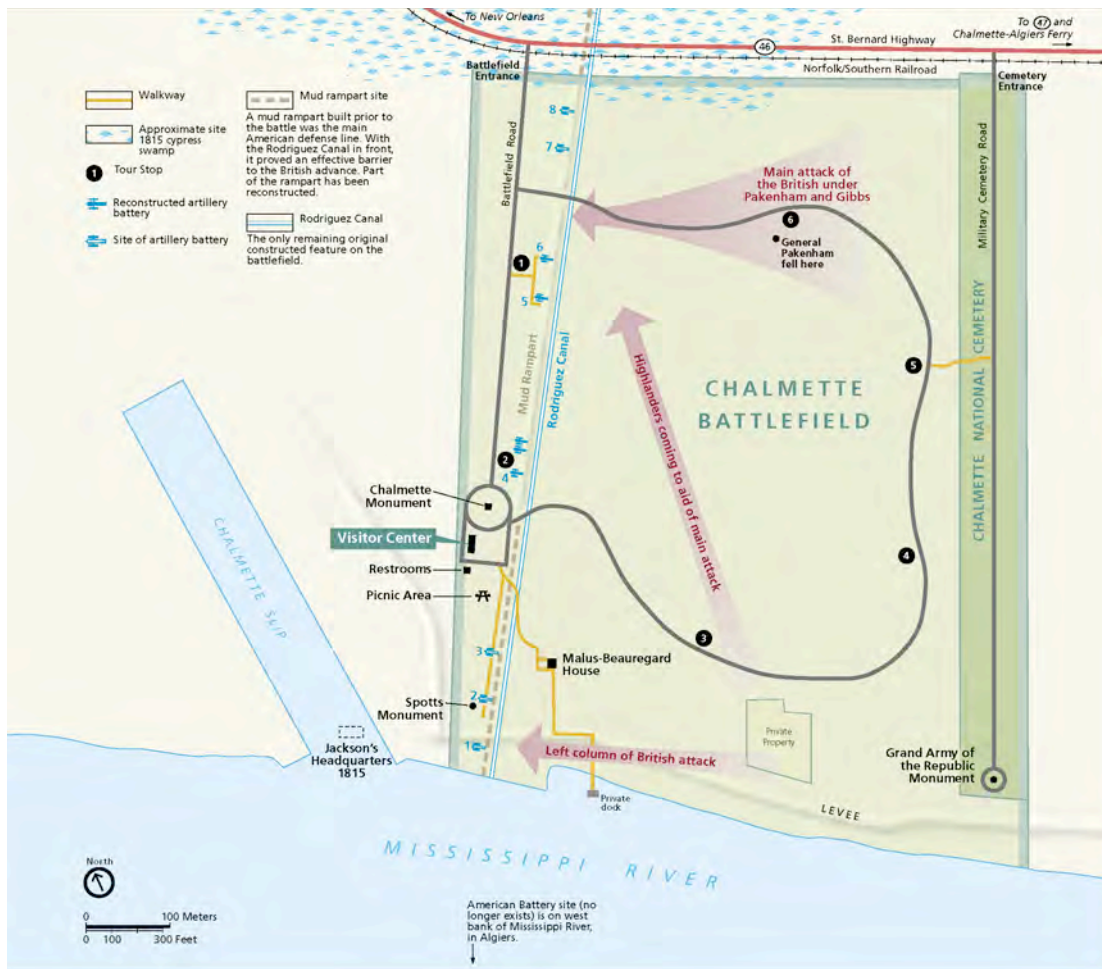 To New Orleans
To 47 and
Chalmette-Algiers Ferry
St. Bernard Highway
46
Norfolk/Southern Railroad
Battlefield
Entrance
Cemetery
Entrance
Walkway
Approximate site
1815 cypress
swamp
1
Tour Stop
Reconstructed artillery
battery
Site of artillery battery
Mud rampart site
A mud rampart built prior to
the battle was the main
American defense line. With
the Rodriguez Canal in front,
it proved an effective barrier
to the British advance. Part
of the rampart has been
reconstructed.
Rodriguez Canal
The only remaining original
constructed feature on the
battlefield.
8
7
Battlefield Road
Military Cemetery Road
Main attack of
the British under
Pakenham and Gibbs
6
General
Pakenham
fell here
6
1
5
Mud Rampart
Rodriguez Canal
Highlanders coming to aid of main attack
5
CHALMETTE
BATTLEFIELD
CHALMETTE NATIONAL CEMETERY
2
4
Chalmette
Monument
Visitor Center
Restrooms
Picnic Area
4
CHALMETTE SLIP
3
3
Malus-Beauregard
House
2
Spotts
Monument
1
Left column of British attack
Private
Property
Jackson's
Headquarters
1815
Grand Army of
the Republic
Monument
Private
dock
LEVEE
MISSISSIPPI RIVER
North
0 100 Meters
0 100 300 Feet
American Battery site (no
longer exists) is on west
bank of Mississippi River,
in Algiers.